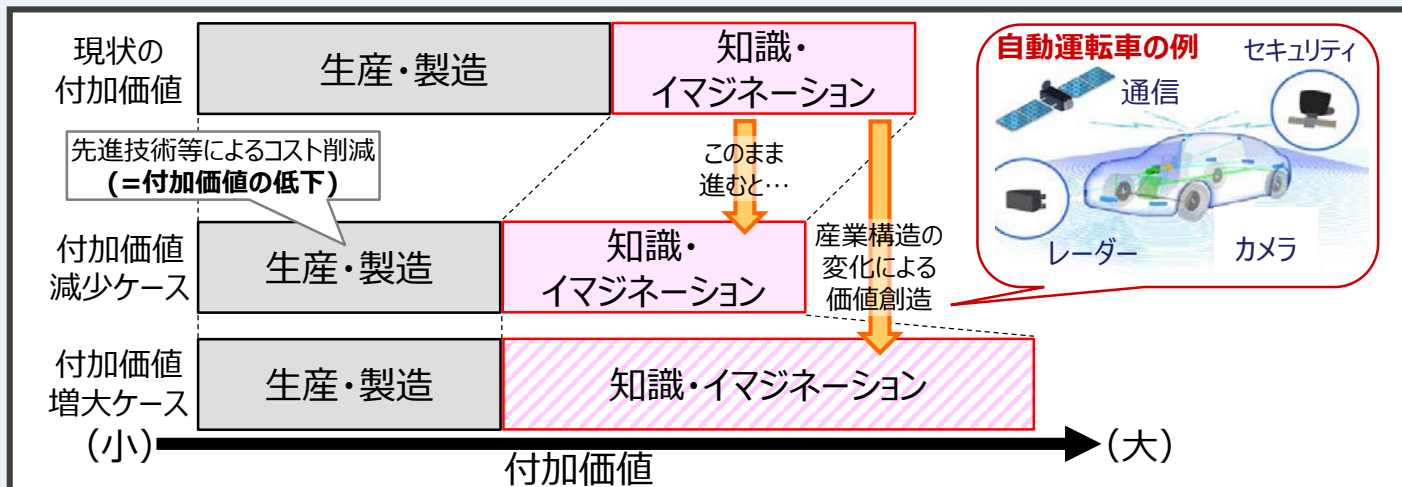 現状の
付加価値
生産・製造
知識・
イマジネーション
自動運転車の例
セキュリティ
通信
レーダー
カメラ
先進技術等によるコスト削減
(=付加価値の低下)
このまま
進むと…
付加価値
減少ケース
生産・製造
知識・
イマジネーション
産業構造の
変化による
価値創造
付加価値
増大ケース
生産・製造
知識・イマジネーション
(小)
(大)
付加価値